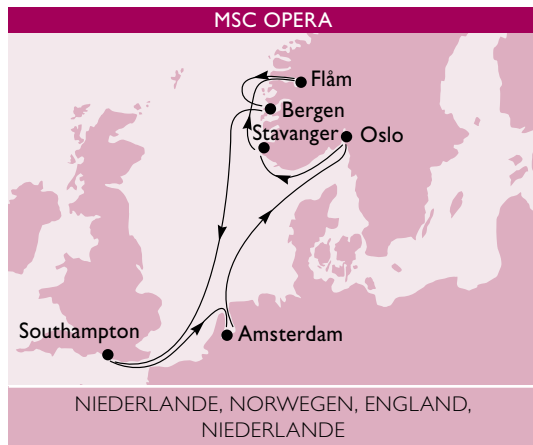 MSC OPERA
Flåm
Bergen
Stavanger
Oslo
Southampton
Amsterdam
NIEDERLANDE, NORWEGEN, ENGLAND,
NIEDERLANDE